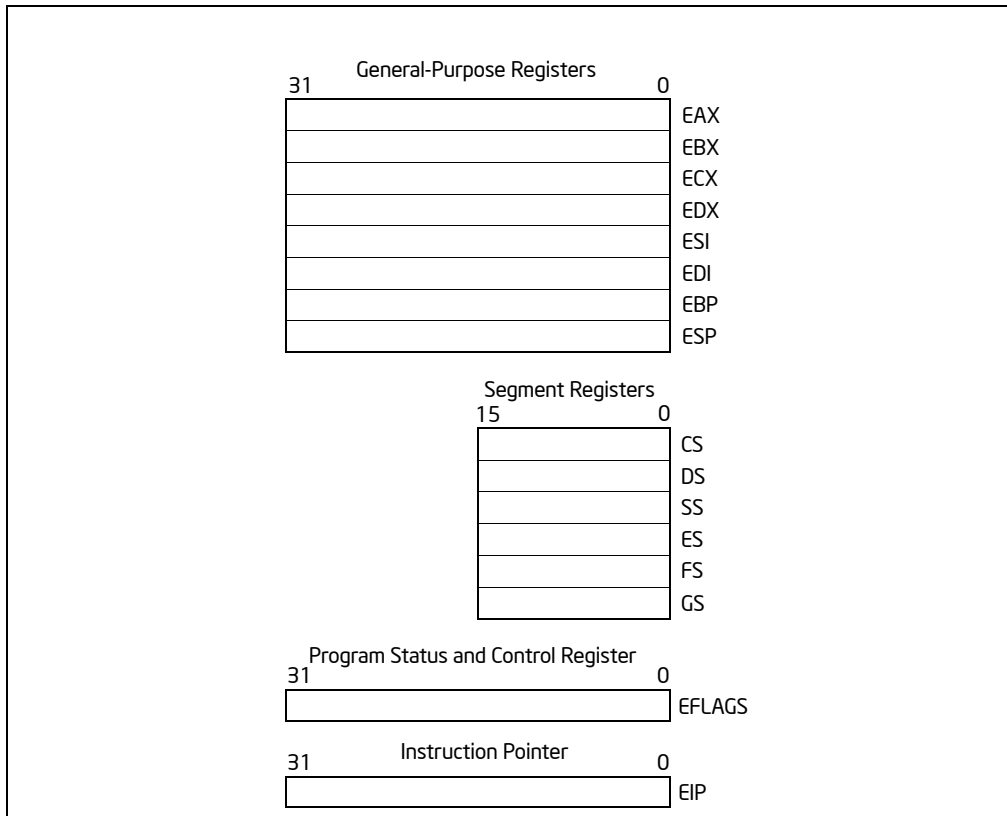 General-Purpose Registers
31 0
EAX
EBX
ECX
EDX
ESI
EDI
EBP
ESP
Segment Registers
15 0
CS
DS
SS
ES
FS
GS
Program Status and Control Register
31 0
EFLAGS
Instruction Pointer
31 0
EIP